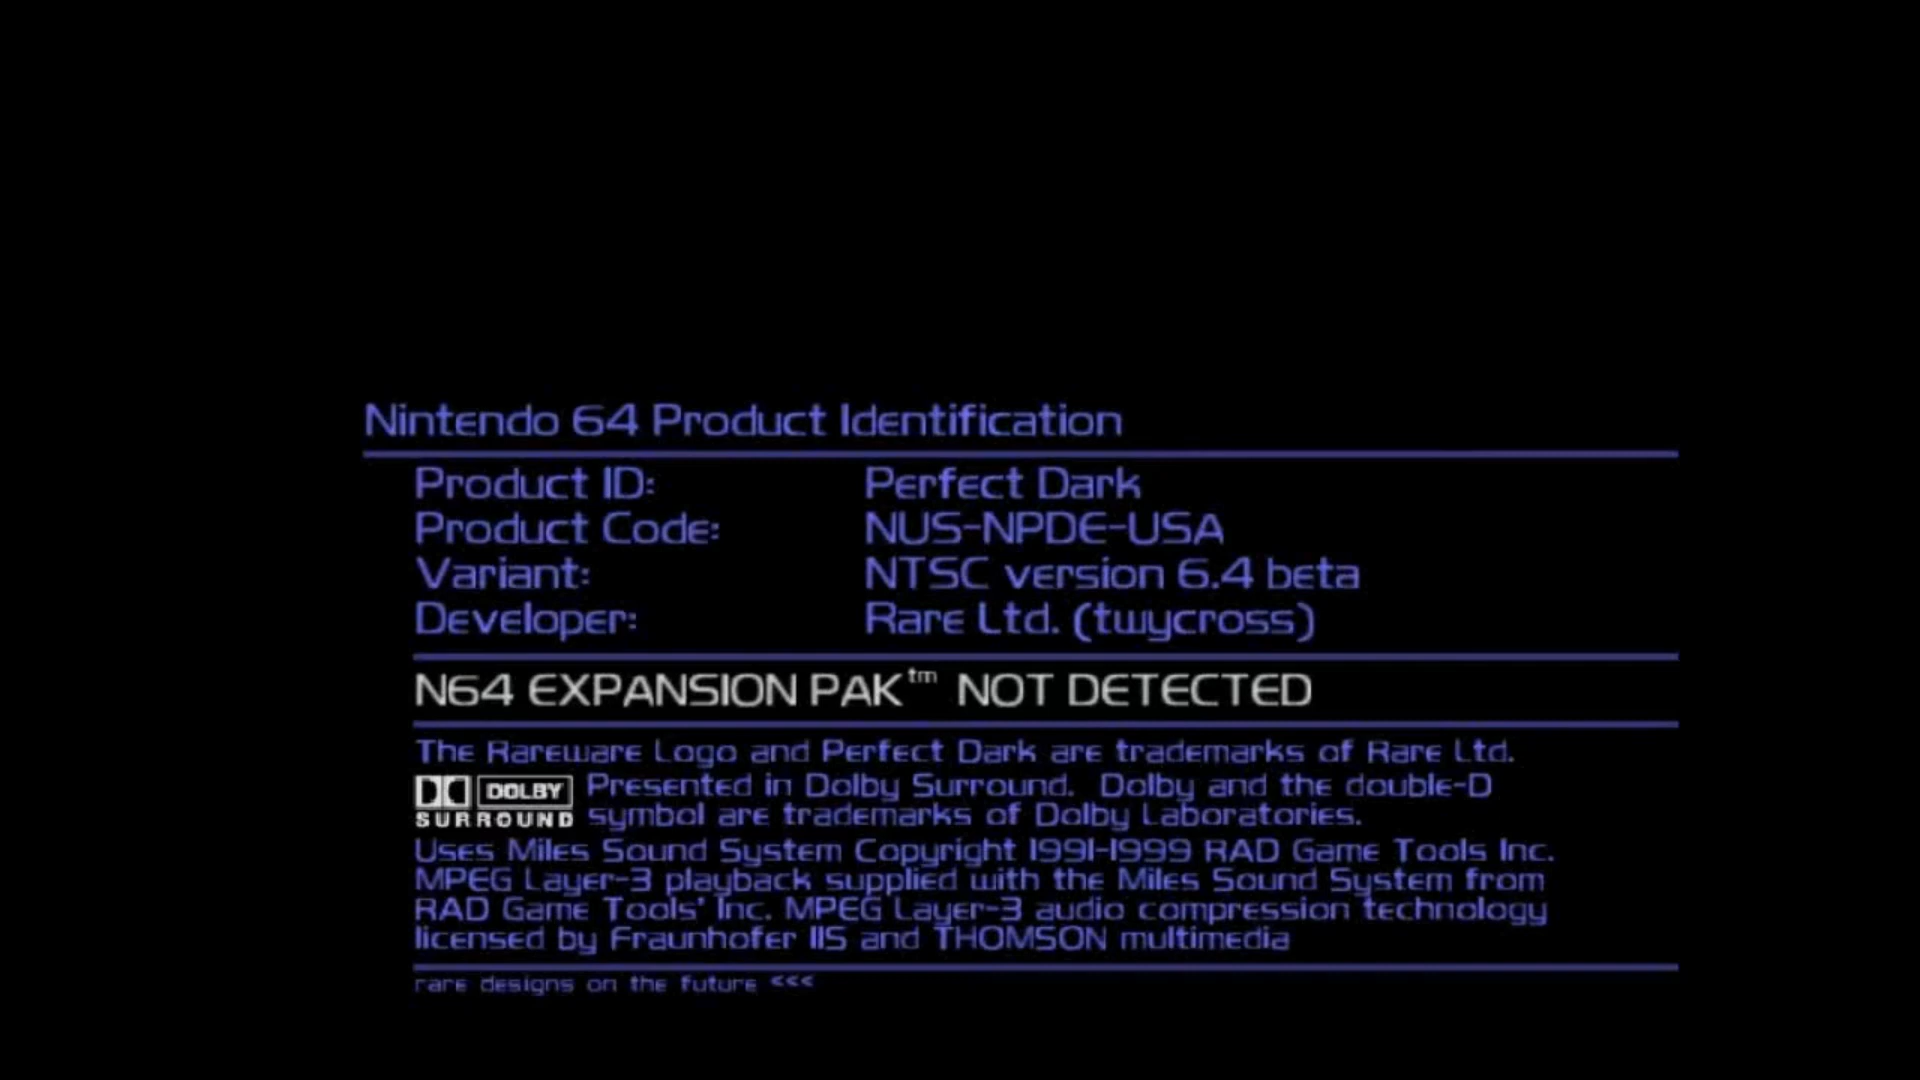 Nintendo 64 Product Identification
Product ID: Perfect Dark
Product Code: NUS-NPDE-USA
Variant: NTSC version 6.4 beta
Developer: Rare Ltd. (twycross)
N64 EXPANSION PAK™ NOT DETECTED
The Rareware Logo and Perfect Dark are trademarks of Rare Ltd.
DOLBY
SURROUND
Presented in Dolby Surround. Dolby and the double-D
symbol are trademarks of Dolby Laboratories.
Uses Miles Sound System Copyright 1991-1999 RAD Game Tools Inc.
MPEG Layer-3 playback supplied with the Miles Sound System from
RAD Game Tools' Inc. MPEG Layer-3 audio compression technology
licensed by Fraunhofer IIS and THOMSON multimedia
rare designs on the future <<<